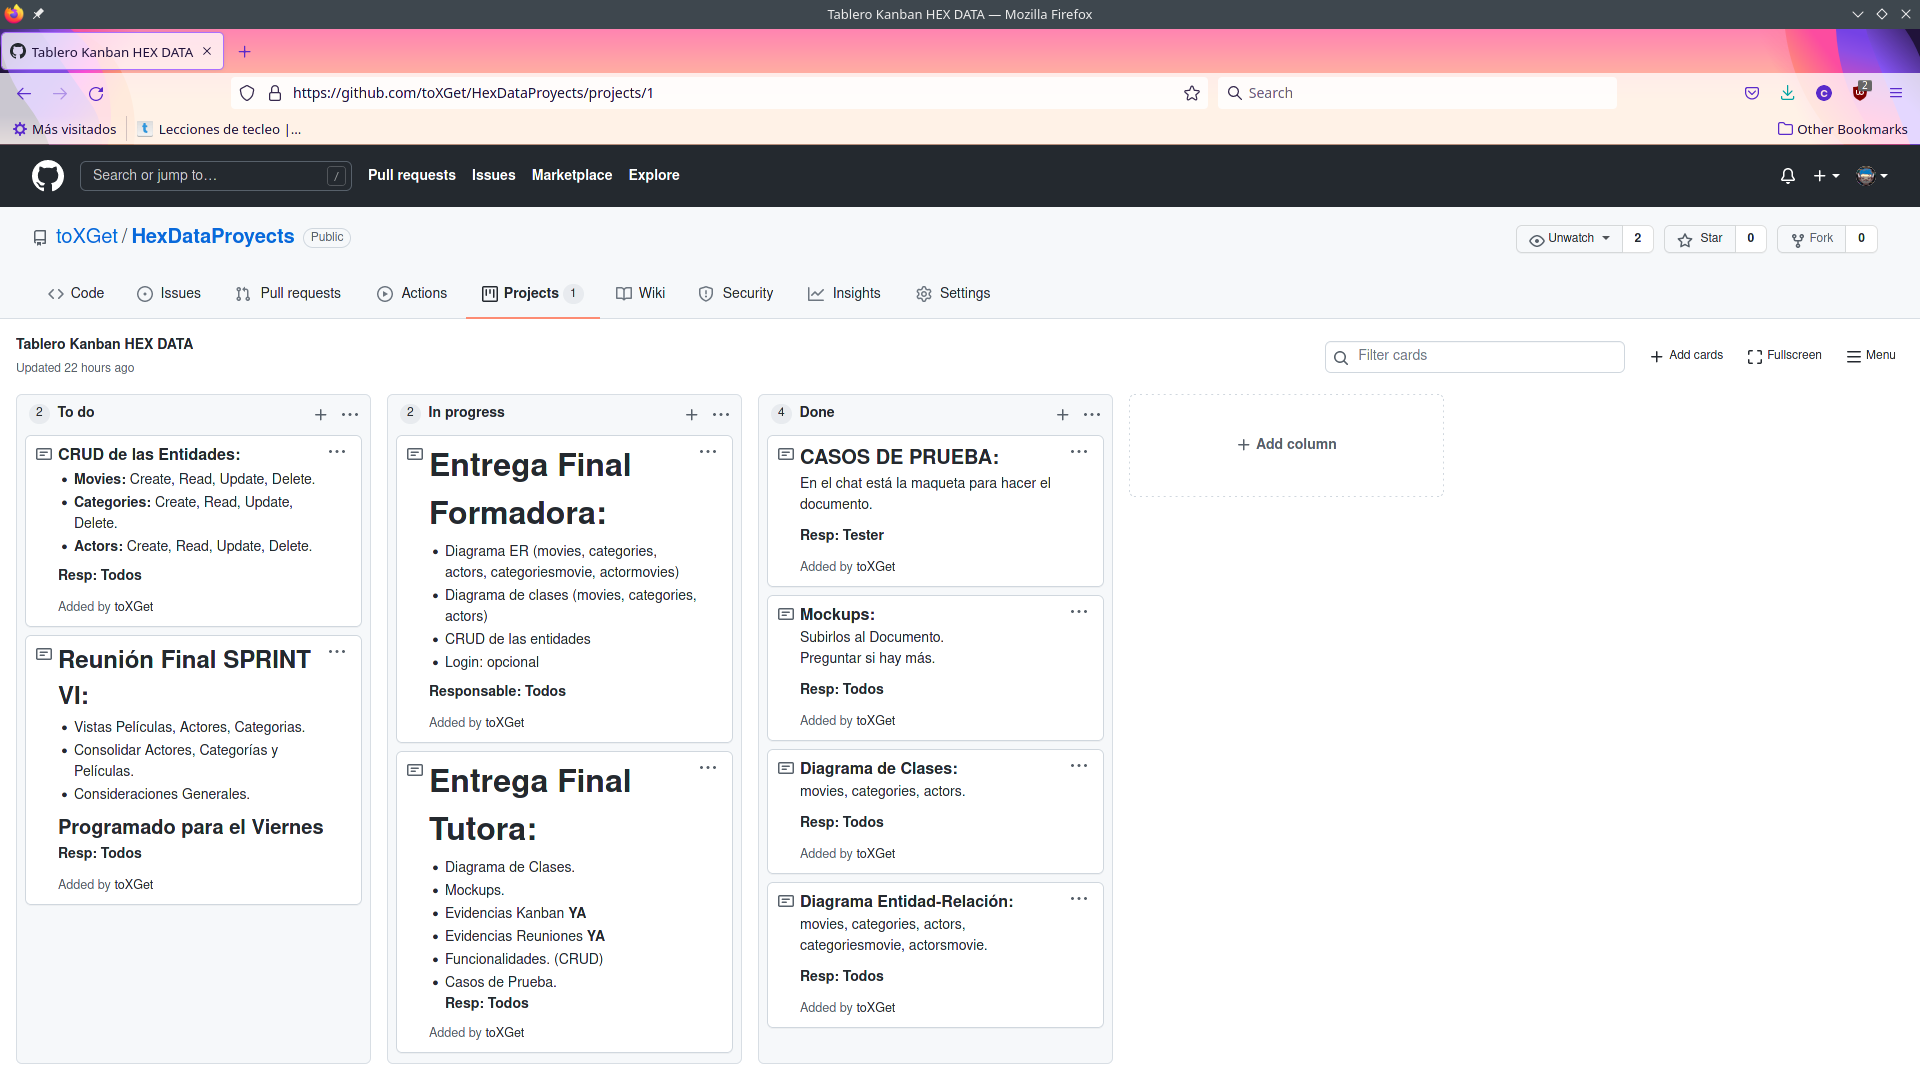 Tablero Kanban HEX DATA — Mozilla Firefox
Tablero Kanban HEX DATA
https://github.com/toXGet/HexDataProyects/projects/1
Search
2
Más visitados
Lecciones de tecleo |...
Other Bookmarks
Search or jump to...
/
Pull requests
Issues
Marketplace
Explore
toXGet / HexDataProyects
Public
Unwatch 2
Star 0
Fork 0
Code
Issues
Pull requests
Actions
Projects 1
Wiki
Security
Insights
Settings
Tablero Kanban HEX DATA
Updated 22 hours ago
Filter cards
Add cards
Fullscreen
Menu
2 To do
CRUD de las Entidades:
Movies: Create, Read, Update, Delete.
Categories: Create, Read, Update,
Delete.
Actors: Create, Read, Update, Delete.
Resp: Todos
Added by toXGet
Reunión Final SPRINT
VI:
Vistas Películas, Actores, Categorias.
Consolidar Actores, Categorías y
Películas.
Consideraciones Generales.
Programado para el Viernes
Resp: Todos
Added by toXGet
2 In progress
Entrega Final
Formadora:
Diagrama ER (movies, categories,
actors, categoriesmovie, actormovies)
Diagrama de clases (movies, categories,
actors)
CRUD de las entidades
Login: opcional
Responsable: Todos
Added by toXGet
Entrega Final
Tutora:
Diagrama de Clases.
Mockups.
Evidencias Kanban YA
Evidencias Reuniones YA
Funcionalidades. (CRUD)
Casos de Prueba.
Resp: Todos
Added by toXGet
4 Done
CASOS DE PRUEBA:
En el chat está la maqueta para hacer el
documento.
Resp: Tester
Added by toXGet
Mockups:
Subirlos al Documento.
Preguntar si hay más.
Resp: Todos
Added by toXGet
Diagrama de Clases:
movies, categories, actors.
Resp: Todos
Added by toXGet
Diagrama Entidad-Relación:
movies, categories, actors,
categoriesmovie, actorsmovie.
Resp: Todos
Added by toXGet
Add column